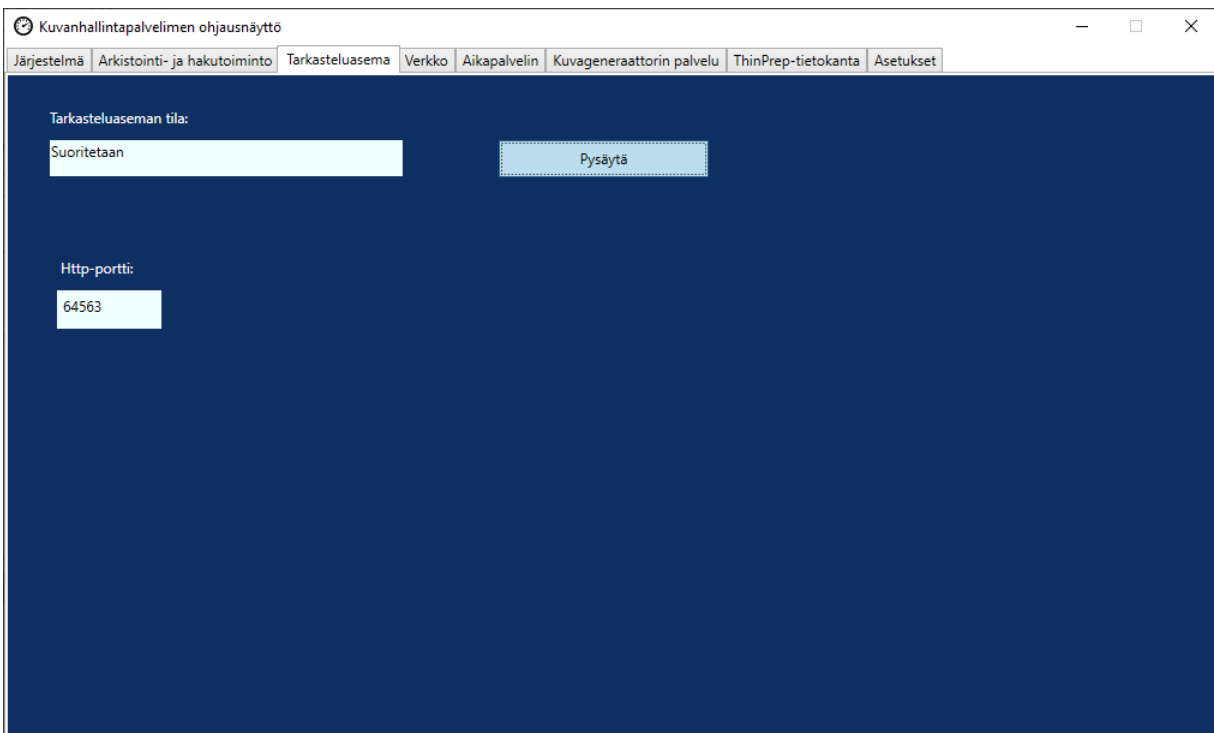 Kuvanhallintapalvelimen ohjausnäyttö
Järjestelmä Arkistointi- ja hakutoiminto Tarkasteluasema Verkko Aikapalvelin Kuvageneraattorin palvelu ThinPrep-tietokanta Asetukset
Tarkasteluaseman tila:
Suoritetaan Pysäytä
Http-portti:
64563